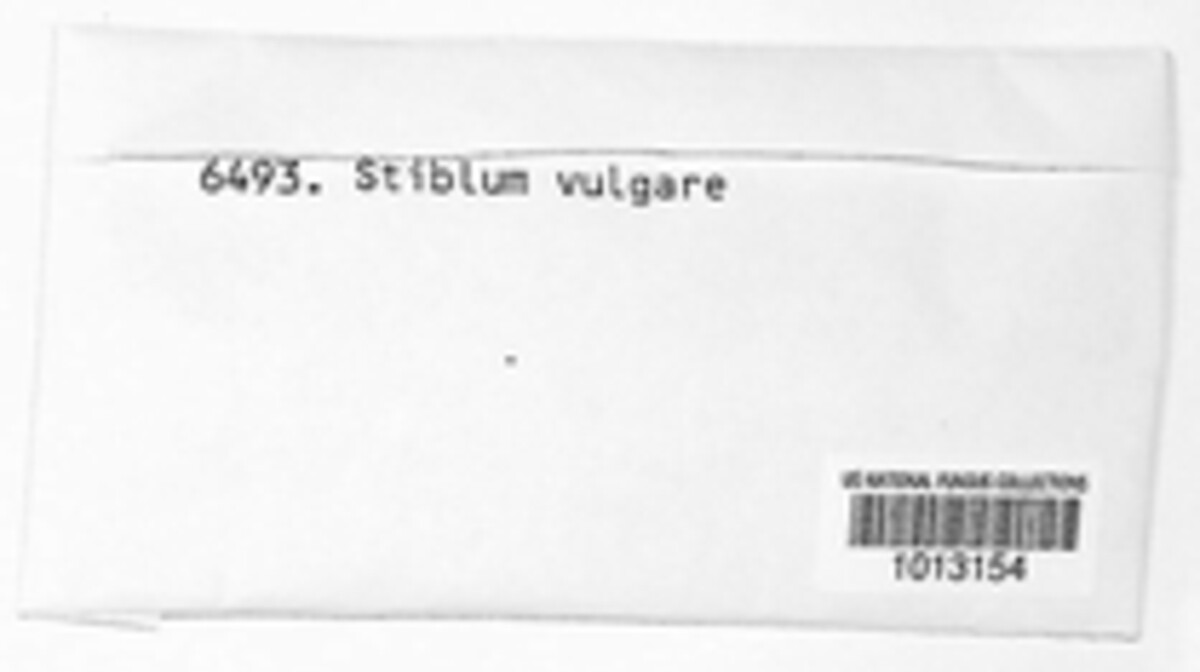 6493. Stiblum vulgare
US NATIONAL FUNGUS COLLECTIONS
1013154